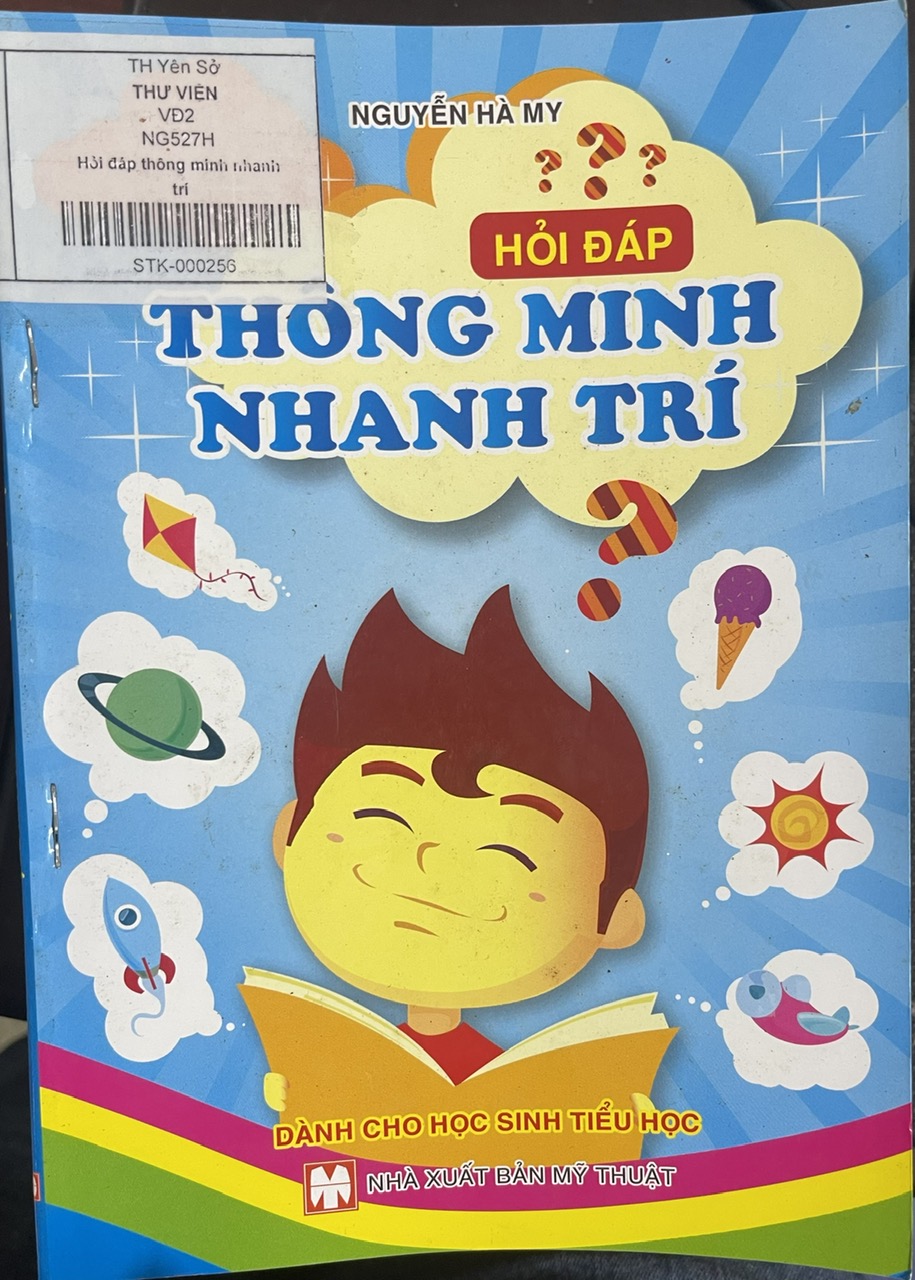 TH Yên Sở
THƯ VIỆN
VĐ2
NG527H
Hỏi đáp thông minh nhanh
trí
STK-000256
NGUYỄN HÀ MY
HỎI ĐÁP
THÔNG MINH
NHANH TRÍ
DÀNH CHO HỌC SINH TIỂU HỌC
NHÀ XUẤT BẢN MỸ THUẬT